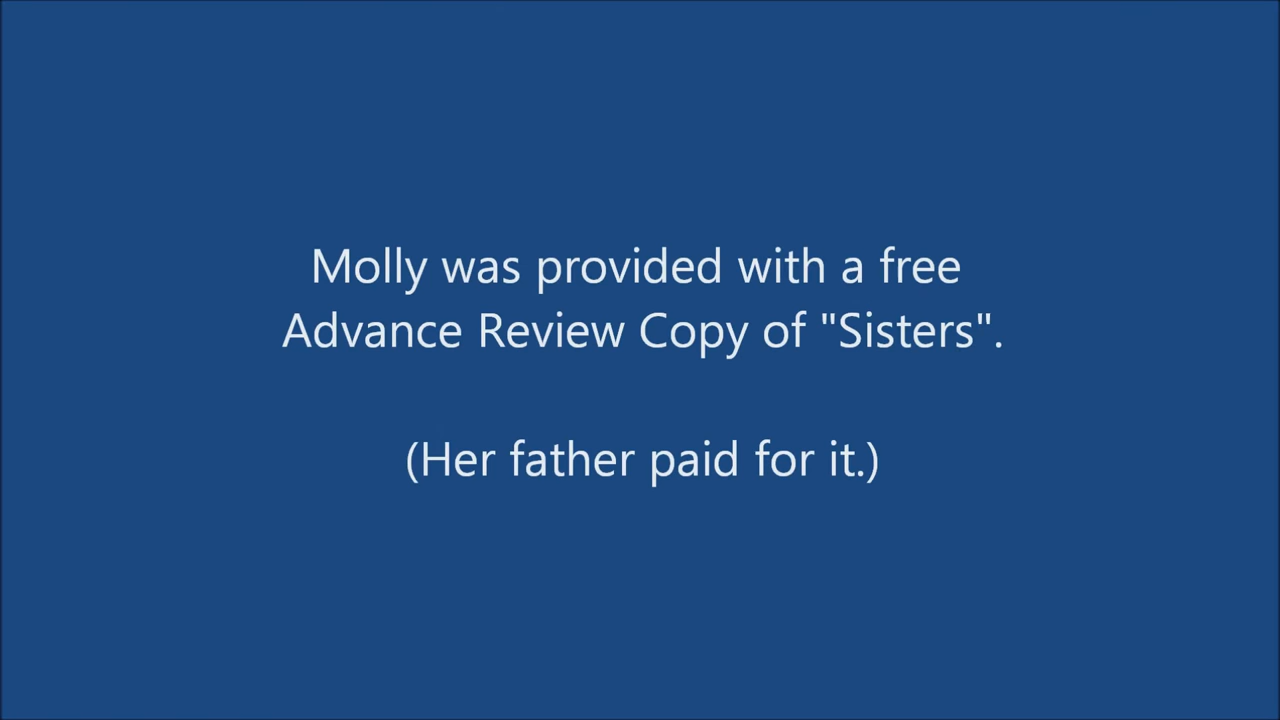 Molly was provided with a free
Advance Review Copy of "Sisters".
(Her father paid for it.)